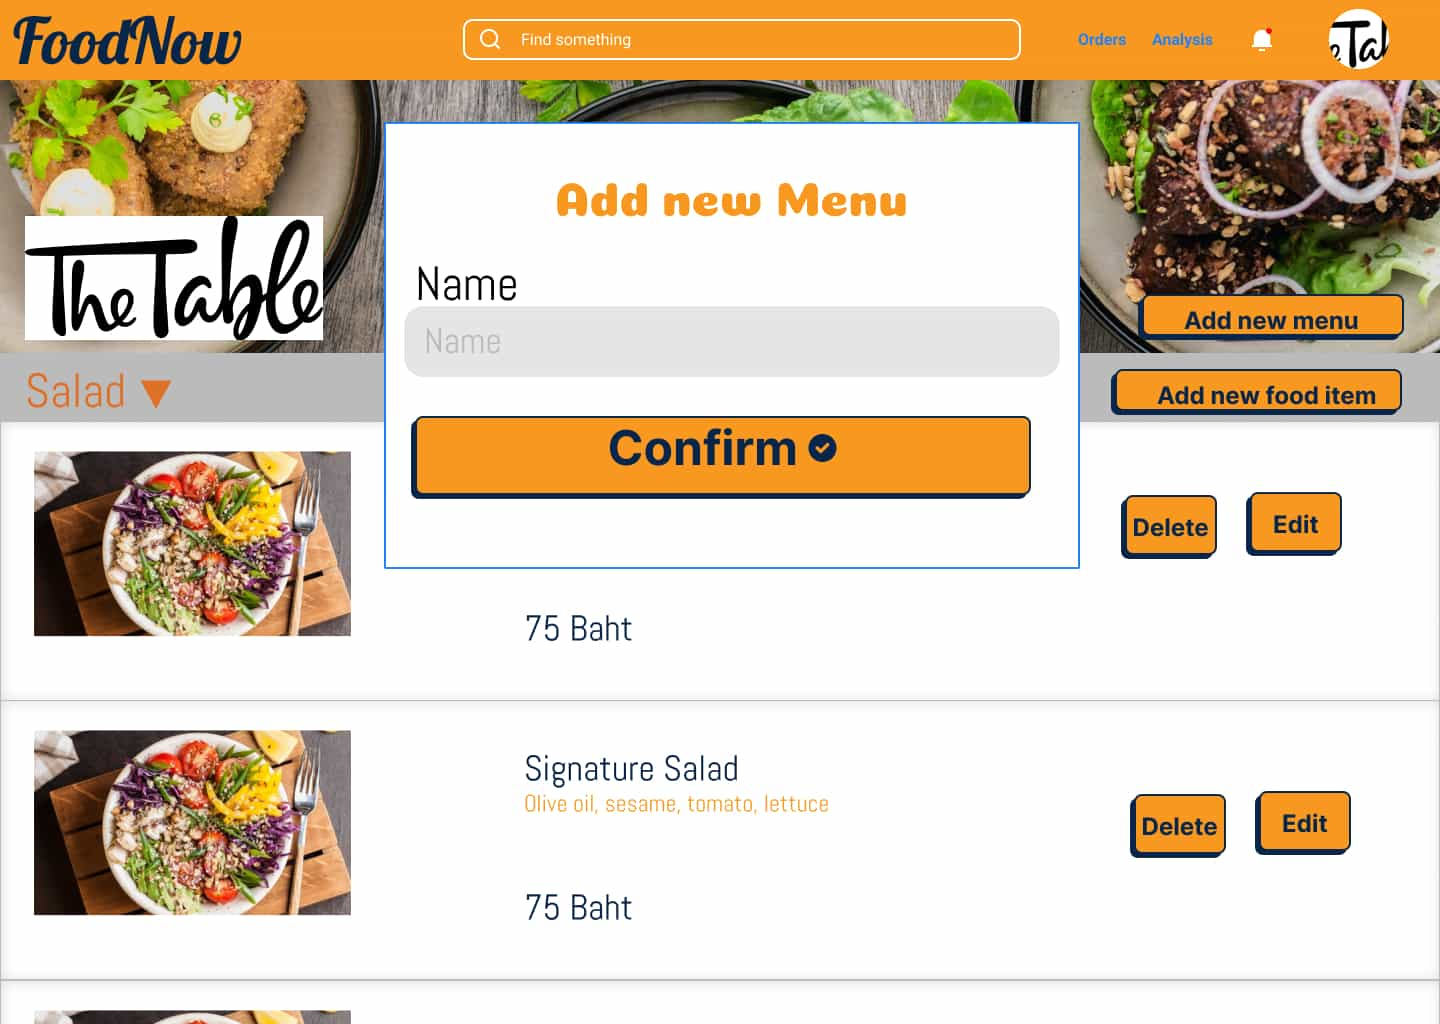 FoodNow
Find something
Orders
Analysis
The Table
Add new Menu
Name
Name
Confirm
Add new menu
Salad
Add new food item
Delete
Edit
75 Baht
Signature Salad
Olive oil, sesame, tomato, lettuce
Delete
Edit
75 Baht